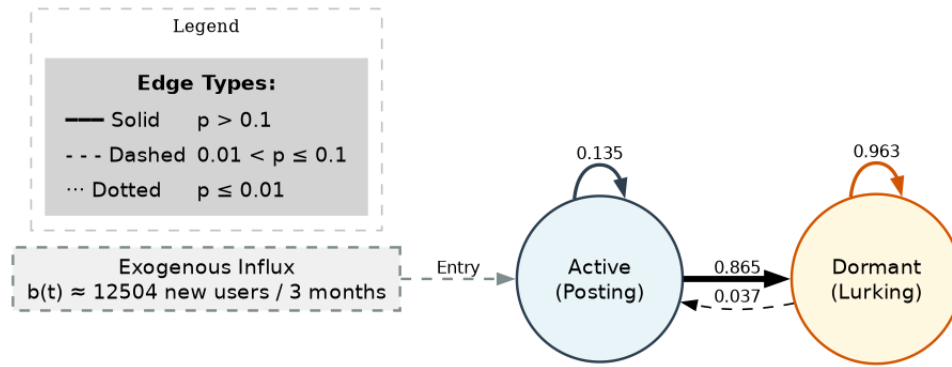 Legend
Edge Types:
━━━ Solid p > 0.1
- - - Dashed 0.01 < p ≤ 0.1
··· Dotted p ≤ 0.01
Exogenous Influx
b(t) ≈ 12504 new users / 3 months
Entry
0.135
Active
(Posting)
0.865
0.037
0.963
Dormant
(Lurking)